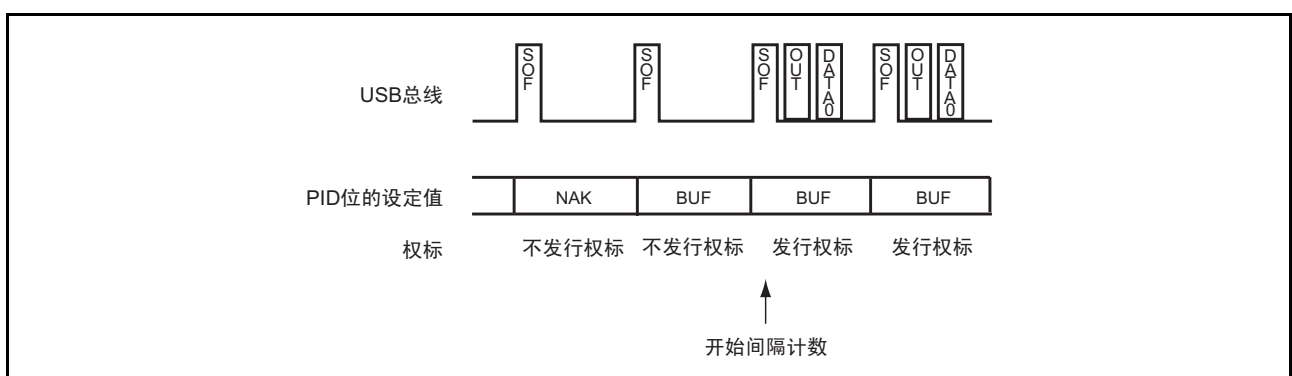 USB总线 SOF SOF SOF OUT DATA0 SOF OUT DATA0
PID位的设定值 NAK BUF BUF BUF
权标 不发行权标 不发行权标 发行权标 发行权标
开始间隔计数